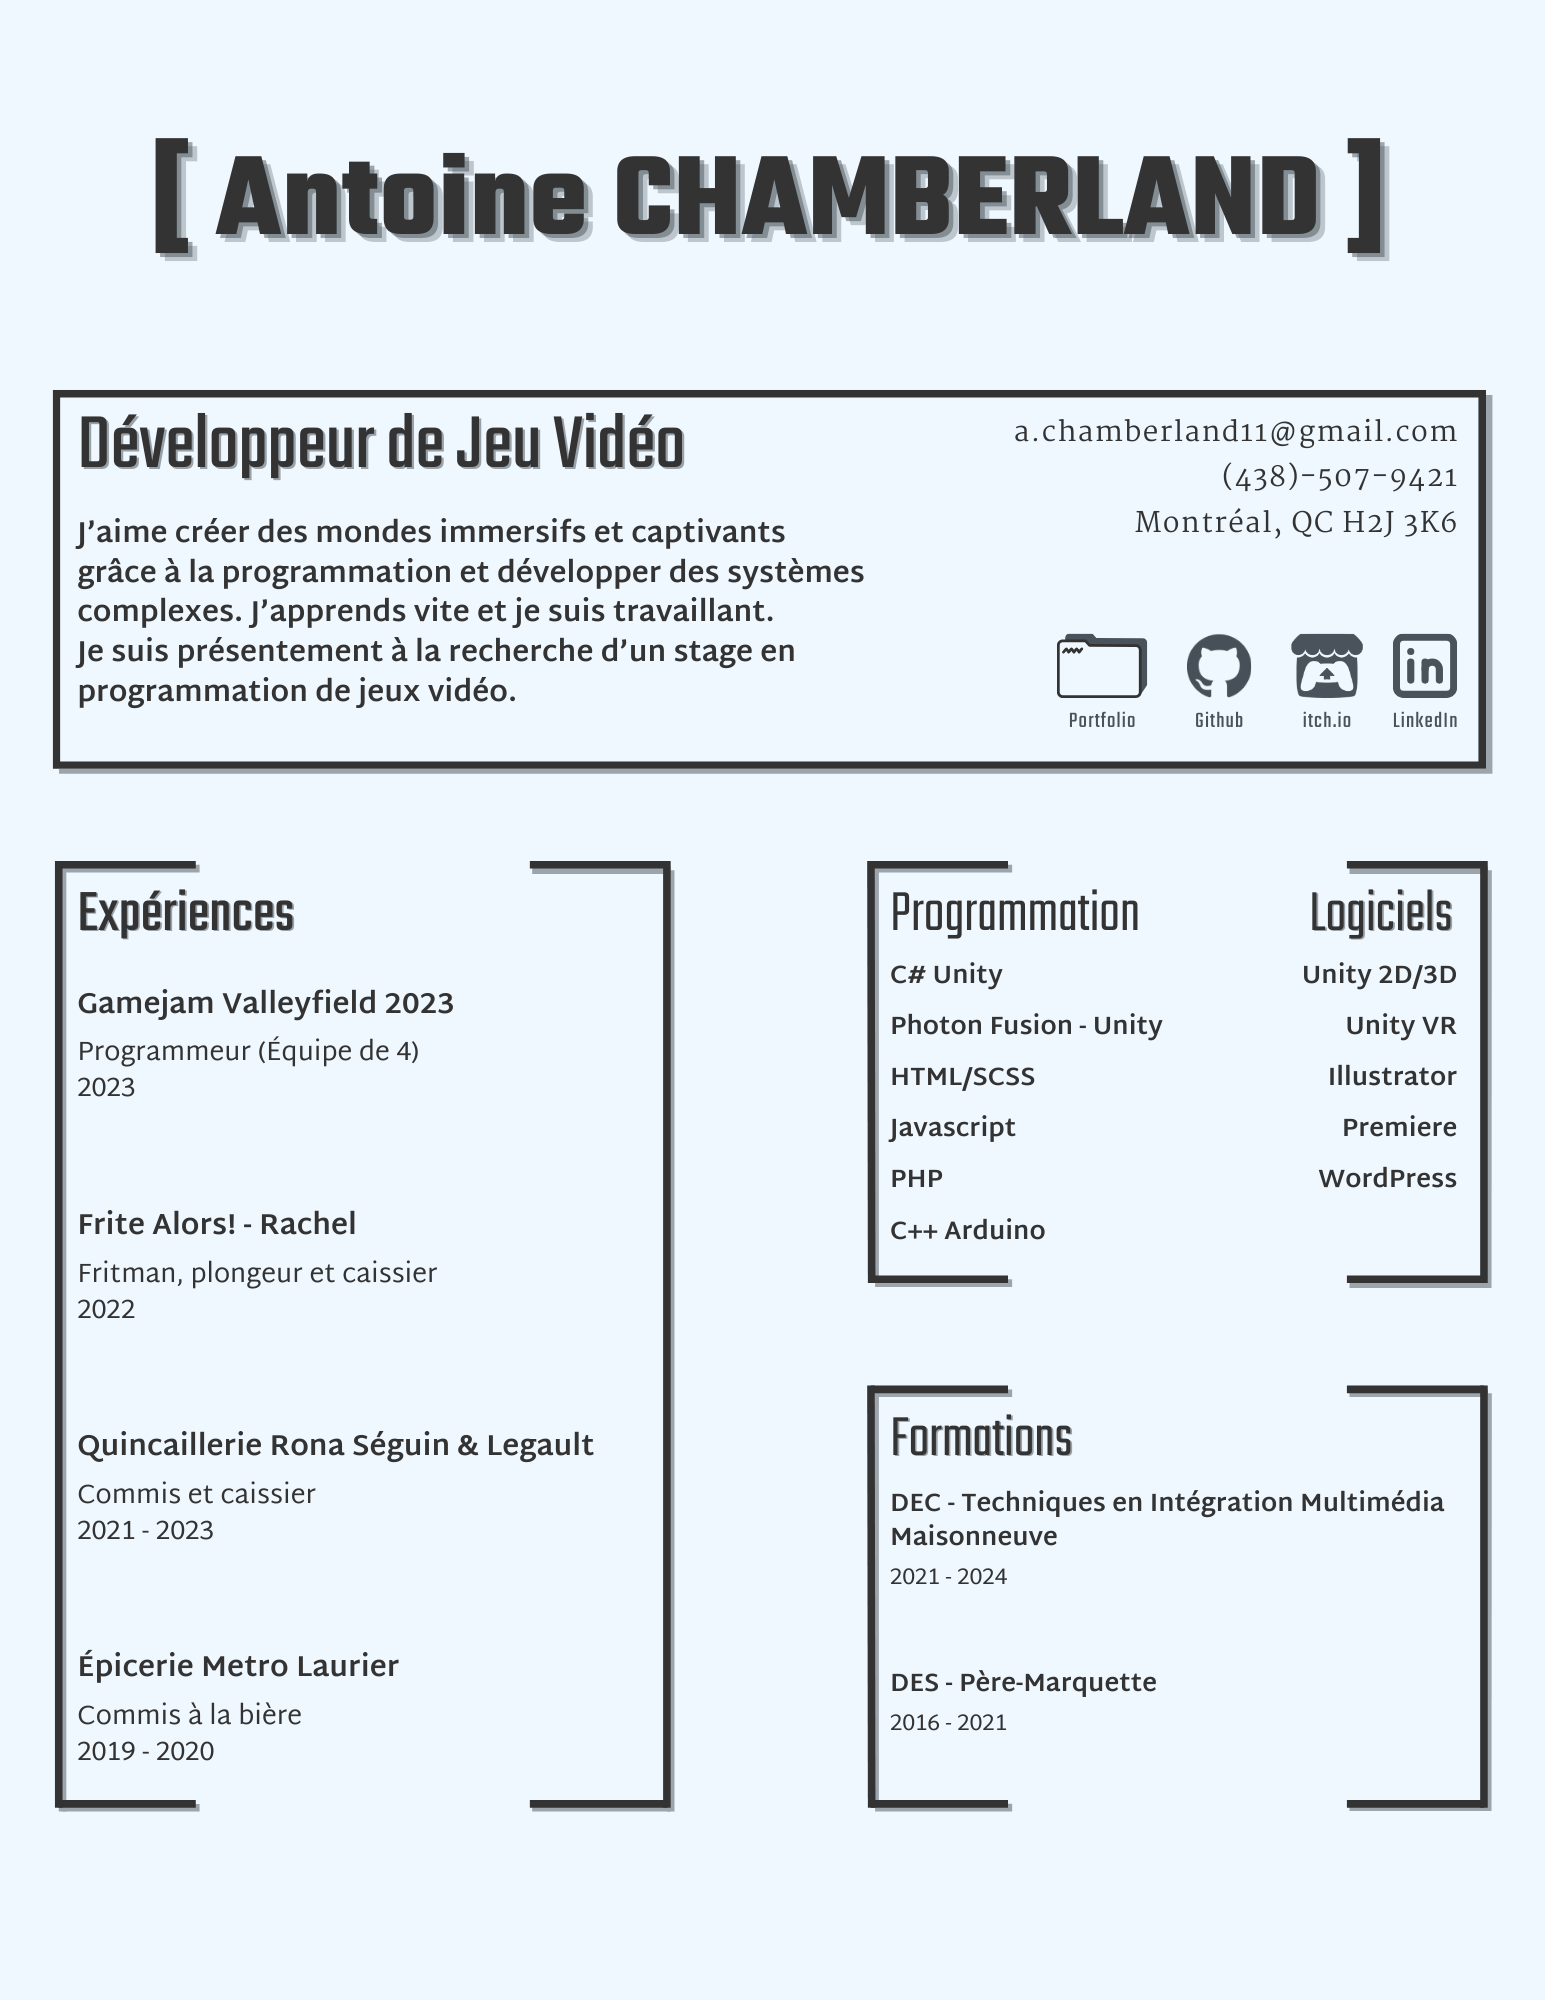 [ Antoine CHAMBERLAND ]
Développeur de Jeu Vidéo
J’aime créer des mondes immersifs et captivants
grâce à la programmation et développer des systèmes
complexes. J’apprends vite et je suis travaillant.
Je suis présentement à la recherche d’un stage en
programmation de jeux vidéo.
a.chamberland11@gmail.com
(438)-507-9421
Montréal, QC H2J 3K6
Portfolio
Github
itch.io
LinkedIn
Expériences
Gamejam Valleyfield 2023
Programmeur (Équipe de 4)
2023
Frite Alors! - Rachel
Fritman, plongeur et caissier
2022
Quincaillerie Rona Séguin & Legault
Commis et caissier
2021 - 2023
Épicerie Metro Laurier
Commis à la bière
2019 - 2020
Programmation
C# Unity
Photon Fusion - Unity
HTML/SCSS
Javascript
PHP
C++ Arduino
Logiciels
Unity 2D/3D
Unity VR
Illustrator
Premiere
WordPress
Formations
DEC - Techniques en Intégration Multimédia
Maisonneuve
2021 - 2024
DES - Père-Marquette
2016 - 2021